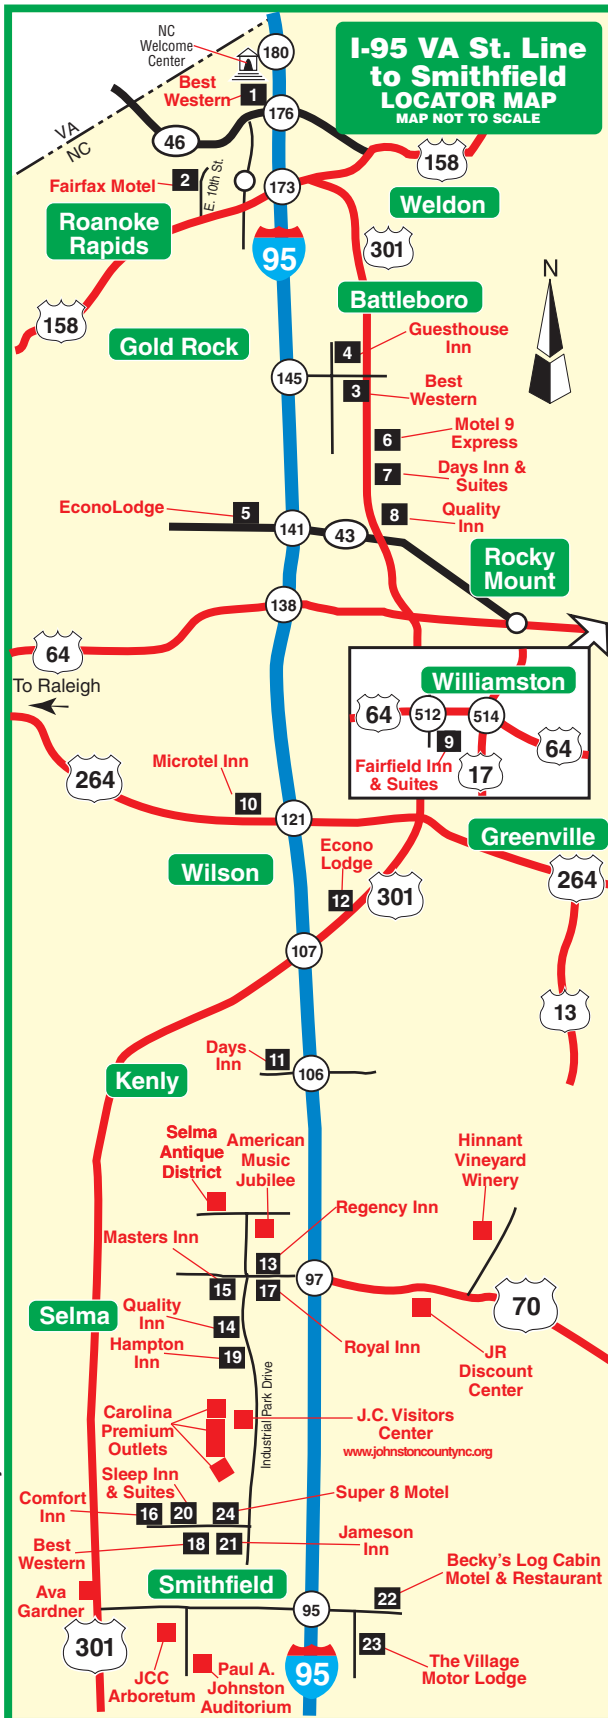 I-95 VA St. Line
to Smithfield
LOCATOR MAP
MAP NOT TO SCALE
NC
Welcome
Center
180
Best
Western
1
176
VA
NC
46
158
Fairfax Motel
2
E. 10th St.
173
Weldon
Roanoke
Rapids
301
95
N
158
Battleboro
Gold Rock
Guesthouse
Inn
4
145
3
Best
Western
6
Motel 9
Express
7
Days Inn &
Suites
EconoLodge
5
8
Quality
Inn
141
43
Rocky
Mount
138
64
To Raleigh
Williamston
64
512
514
9
64
Fairfield Inn
& Suites
17
264
Microtel Inn
10
121
Greenville
Wilson
Econo
Lodge
12
301
264
107
13
Days
Inn
11
106
Kenly
Selma
Antique
District
American
Music
Jubilee
Hinnant
Vineyard
Winery
Regency Inn
Masters Inn
13
97
15
17
70
Selma
Quality
Inn
14
Royal Inn
Hampton
Inn
19
JR
Discount
Center
Industrial Park Drive
Carolina
Premium
Outlets
J.C. Visitors
Center
www.johnstoncountync.org
Sleep Inn
& Suites
Comfort
Inn
16
20
24
Super 8 Motel
Best
Western
18
21
Jameson
Inn
Smithfield
Becky's Log Cabin
Motel & Restaurant
22
Ava
Gardner
95
301
23
The Village
Motor Lodge
JCC
Arboretum
Paul A.
Johnston
Auditorium
95